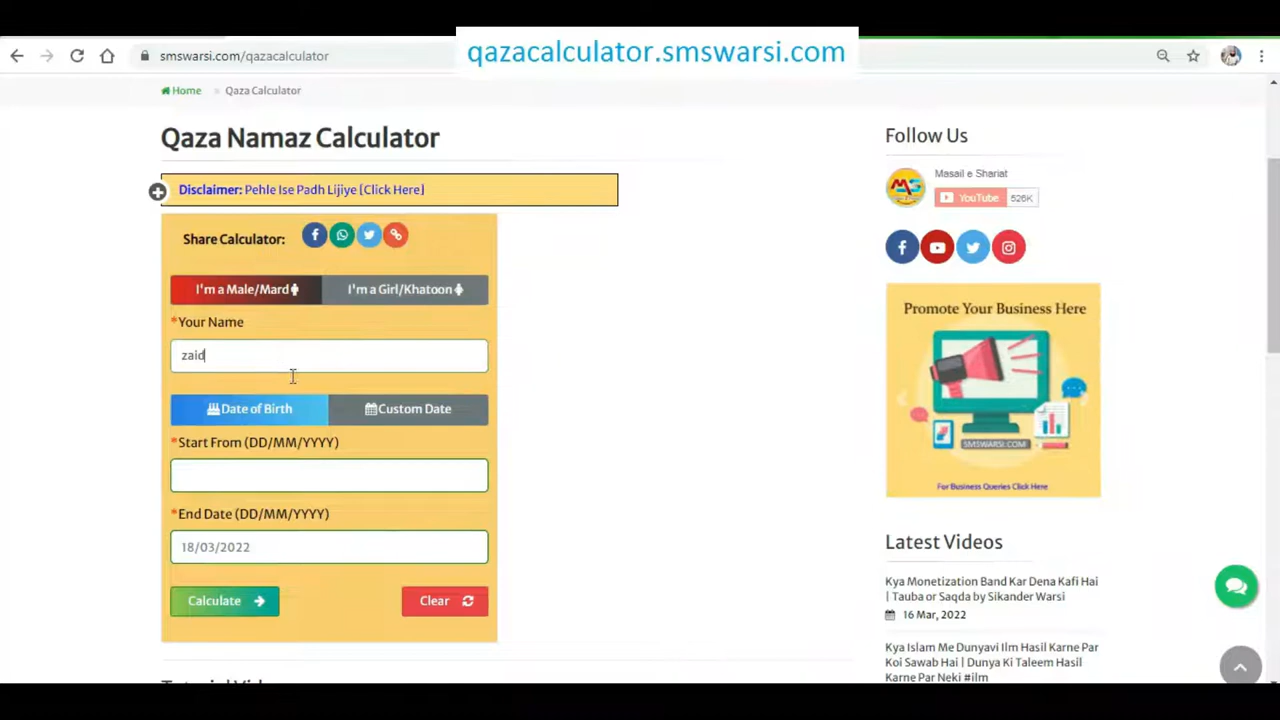 qazacalculator.smswarsi.com
smswarsi.com/qazacalculator
Home » Qaza Calculator
Qaza Namaz Calculator
Disclaimer: Pehle Ise Padh Lijiye [Click Here]
Share Calculator:
I'm a Male/Mard
I'm a Girl/Khatoon
*Your Name
zaid
Date of Birth
Custom Date
*Start From (DD/MM/YYYY)
*End Date (DD/MM/YYYY)
18/03/2022
Calculate
Clear
Follow Us
Masail e Shariat
YouTube 526K
Promote Your Business Here
SMSWARSI.COM
For Business Queries Click Here
Latest Videos
Kya Monetization Band Kar Dena Kafi Hai
| Tauba or Saqda by Sikander Warsi
16 Mar, 2022
Kya Islam Me Dunyavi Ilm Hasil Karne Par
Koi Sawab Hai | Dunya Ki Taleem Hasil
Karne Par Neki #ilm